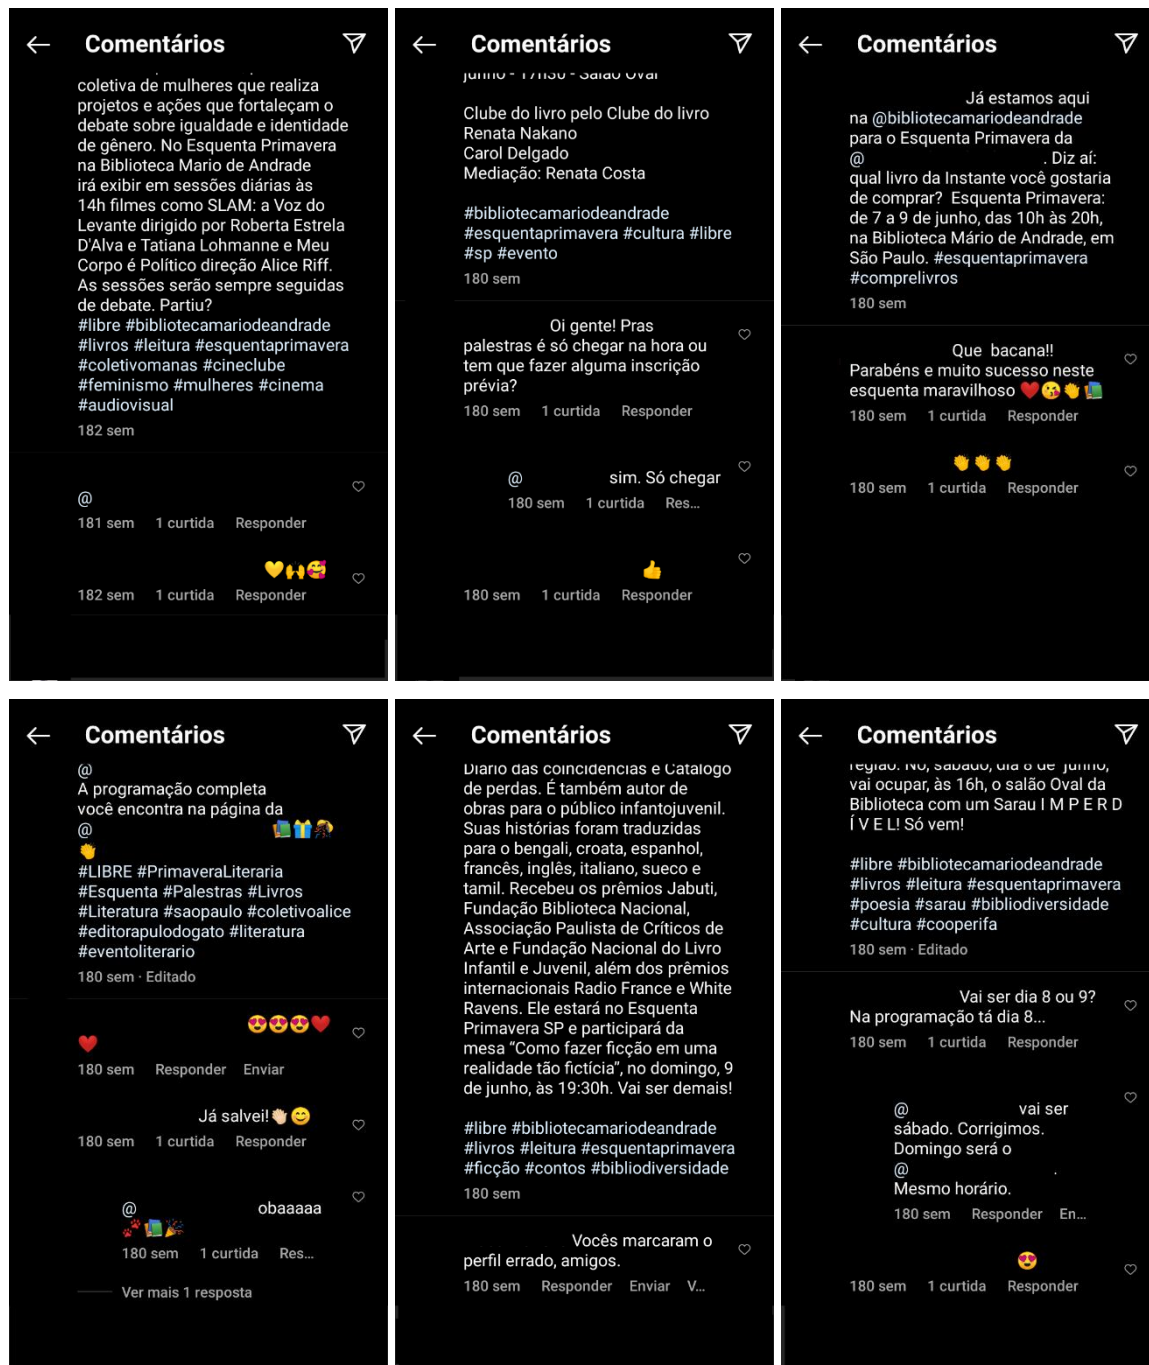 Comentários
coletiva de mulheres que realiza
projetos e ações que fortaleçam o
debate sobre igualdade e identidade
de gênero. No Esquenta Primavera
na Biblioteca Mario de Andrade
irá exibir em sessões diárias às
14h filmes como SLAM: a Voz do
Levante dirigido por Roberta Estrela
D'Alva e Tatiana Lohmanne e Meu
Corpo é Político direção Alice Riff.
As sessões serão sempre seguidas
de debate. Partiu?
#libre #bibliotecamariodeandrade
#livros #leitura #esquentaprimavera
#coletivomanas #cineclube
#feminismo #mulheres #cinema
#audiovisual
182 sem
@
181 sem 1 curtida Responder
💛🙌🥰
182 sem 1 curtida Responder
Comentários
junho - 17h30 - Salão Oval
Clube do livro pelo Clube do livro
Renata Nakano
Carol Delgado
Mediação: Renata Costa
#bibliotecamariodeandrade
#esquentaprimavera #cultura #libre
#sp #evento
180 sem
Oi gente! Pras
palestras é só chegar na hora ou
tem que fazer alguma inscrição
prévia?
180 sem 1 curtida Responder
@ sim. Só chegar
180 sem 1 curtida Res...
👍
180 sem 1 curtida Responder
Comentários
Já estamos aqui
na @bibliotecamariodeandrade
para o Esquenta Primavera da
@ . Diz aí:
qual livro da Instante você gostaria
de comprar? Esquenta Primavera:
de 7 a 9 de junho, das 10h às 20h,
na Biblioteca Mário de Andrade, em
São Paulo. #esquentaprimavera
#comprelivros
180 sem
Que bacana!!
Parabéns e muito sucesso neste
esquenta maravilhoso ❤️😘👏📚
180 sem 1 curtida Responder
👏👏👏
180 sem 1 curtida Responder
Comentários
@
A programação completa
você encontra na página da
@ 📚🎁🎊
👏
#LIBRE #PrimaveraLiteraria
#Esquenta #Palestras #Livros
#Literatura #saopaulo #coletivoalice
#editorapulodogato #literatura
#eventoliterario
180 sem · Editado
😍😍😍❤️
❤️
180 sem Responder Enviar
Já salvei!👏🏻😊
180 sem 1 curtida Responder
@ obaaaaa
🐾📚🎉
180 sem 1 curtida Res...
Ver mais 1 resposta
Comentários
Diário das coincidências e Catálogo
de perdas. É também autor de
obras para o público infantojuvenil.
Suas histórias foram traduzidas
para o bengali, croata, espanhol,
francês, inglês, italiano, sueco e
tamil. Recebeu os prêmios Jabuti,
Fundação Biblioteca Nacional,
Associação Paulista de Críticos de
Arte e Fundação Nacional do Livro
Infantil e Juvenil, além dos prêmios
internacionais Radio France e White
Ravens. Ele estará no Esquenta
Primavera SP e participará da
mesa “Como fazer ficção em uma
realidade tão fictícia”, no domingo, 9
de junho, às 19:30h. Vai ser demais!
#libre #bibliotecamariodeandrade
#livros #leitura #esquentaprimavera
#ficção #contos #bibliodiversidade
180 sem
Vocês marcaram o
perfil errado, amigos.
180 sem Responder Enviar V...
Comentários
região. No, sábado, dia 8 de junho,
vai ocupar, às 16h, o salão Oval da
Biblioteca com um Sarau I M P E R D
Í V E L! Só vem!
#libre #bibliotecamariodeandrade
#livros #leitura #esquentaprimavera
#poesia #sarau #bibliodiversidade
#cultura #cooperifa
180 sem · Editado
Vai ser dia 8 ou 9?
Na programação tá dia 8...
180 sem 1 curtida Responder
@ vai ser
sábado. Corrigimos.
Domingo será o
@ .
Mesmo horário.
180 sem Responder En...
😍
180 sem 1 curtida Responder